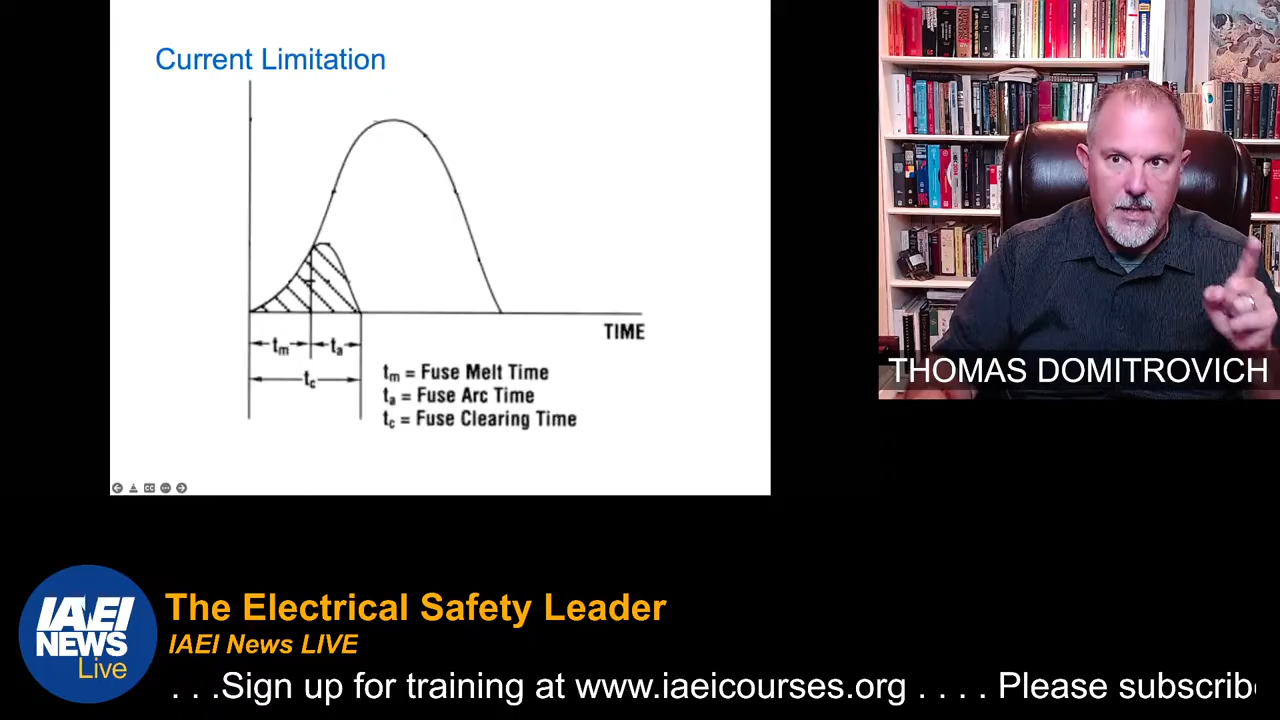 Current Limitation
TIME
tm
ta
tc
tm = Fuse Melt Time
ta = Fuse Arc Time
tc = Fuse Clearing Time
THOMAS DOMITROVICH
IAEI
NEWS
Live
The Electrical Safety Leader
IAEI News LIVE
. . .Sign up for training at www.iaeicourses.org . . . . Please subscrib